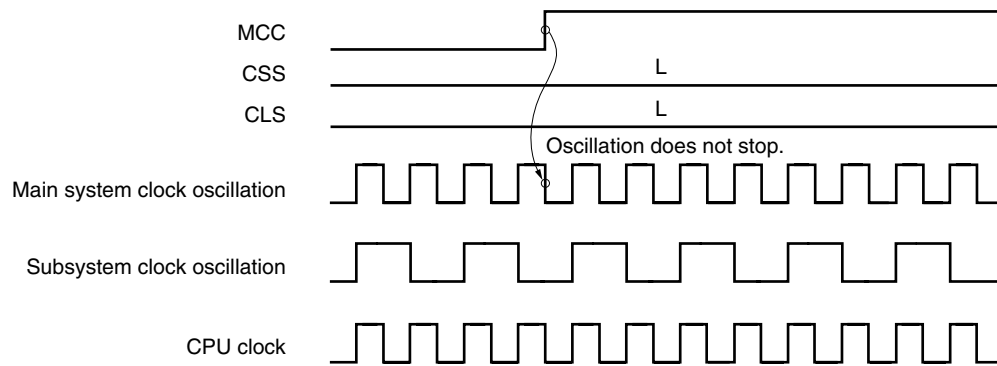 MCC
CSS L
CLS L
Oscillation does not stop.
Main system clock oscillation
Subsystem clock oscillation
CPU clock